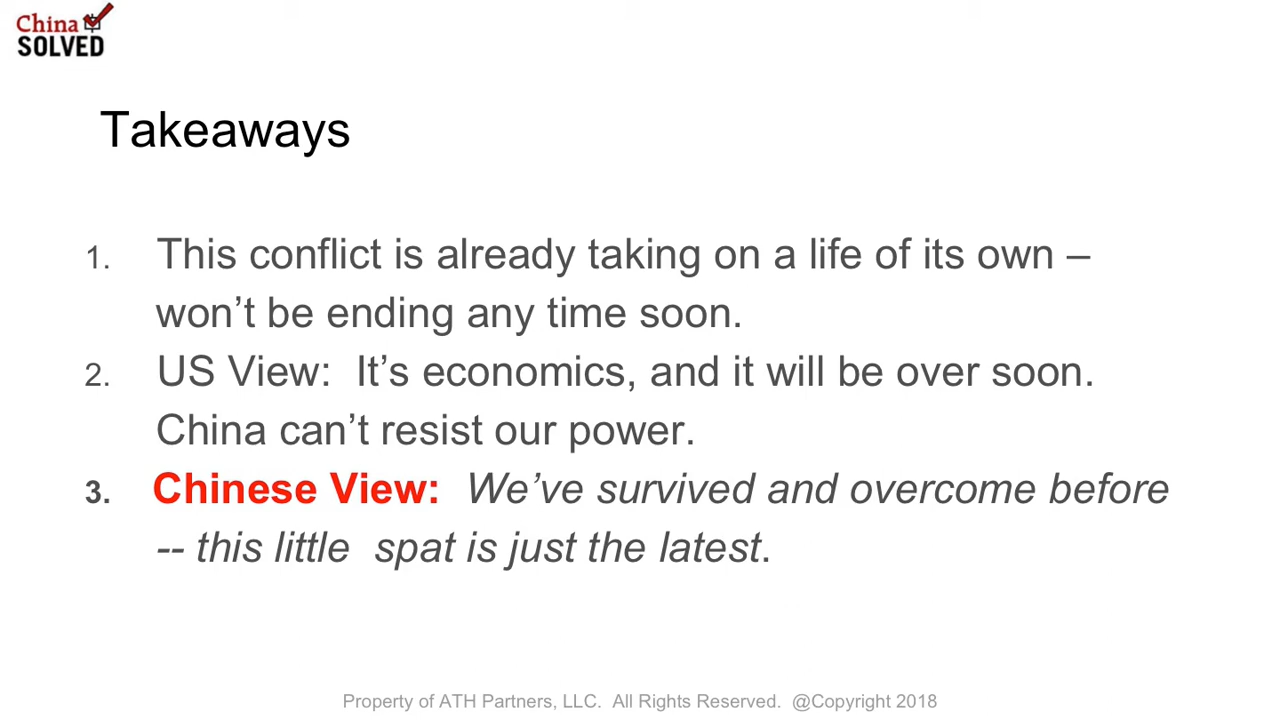 China
SOLVED
Takeaways
1. This conflict is already taking on a life of its own –
won’t be ending any time soon.
2. US View:  It’s economics, and it will be over soon.
China can’t resist our power.
3. Chinese View:  We’ve survived and overcome before
-- this little  spat is just the latest.
Property of ATH Partners, LLC.  All Rights Reserved.  @Copyright 2018